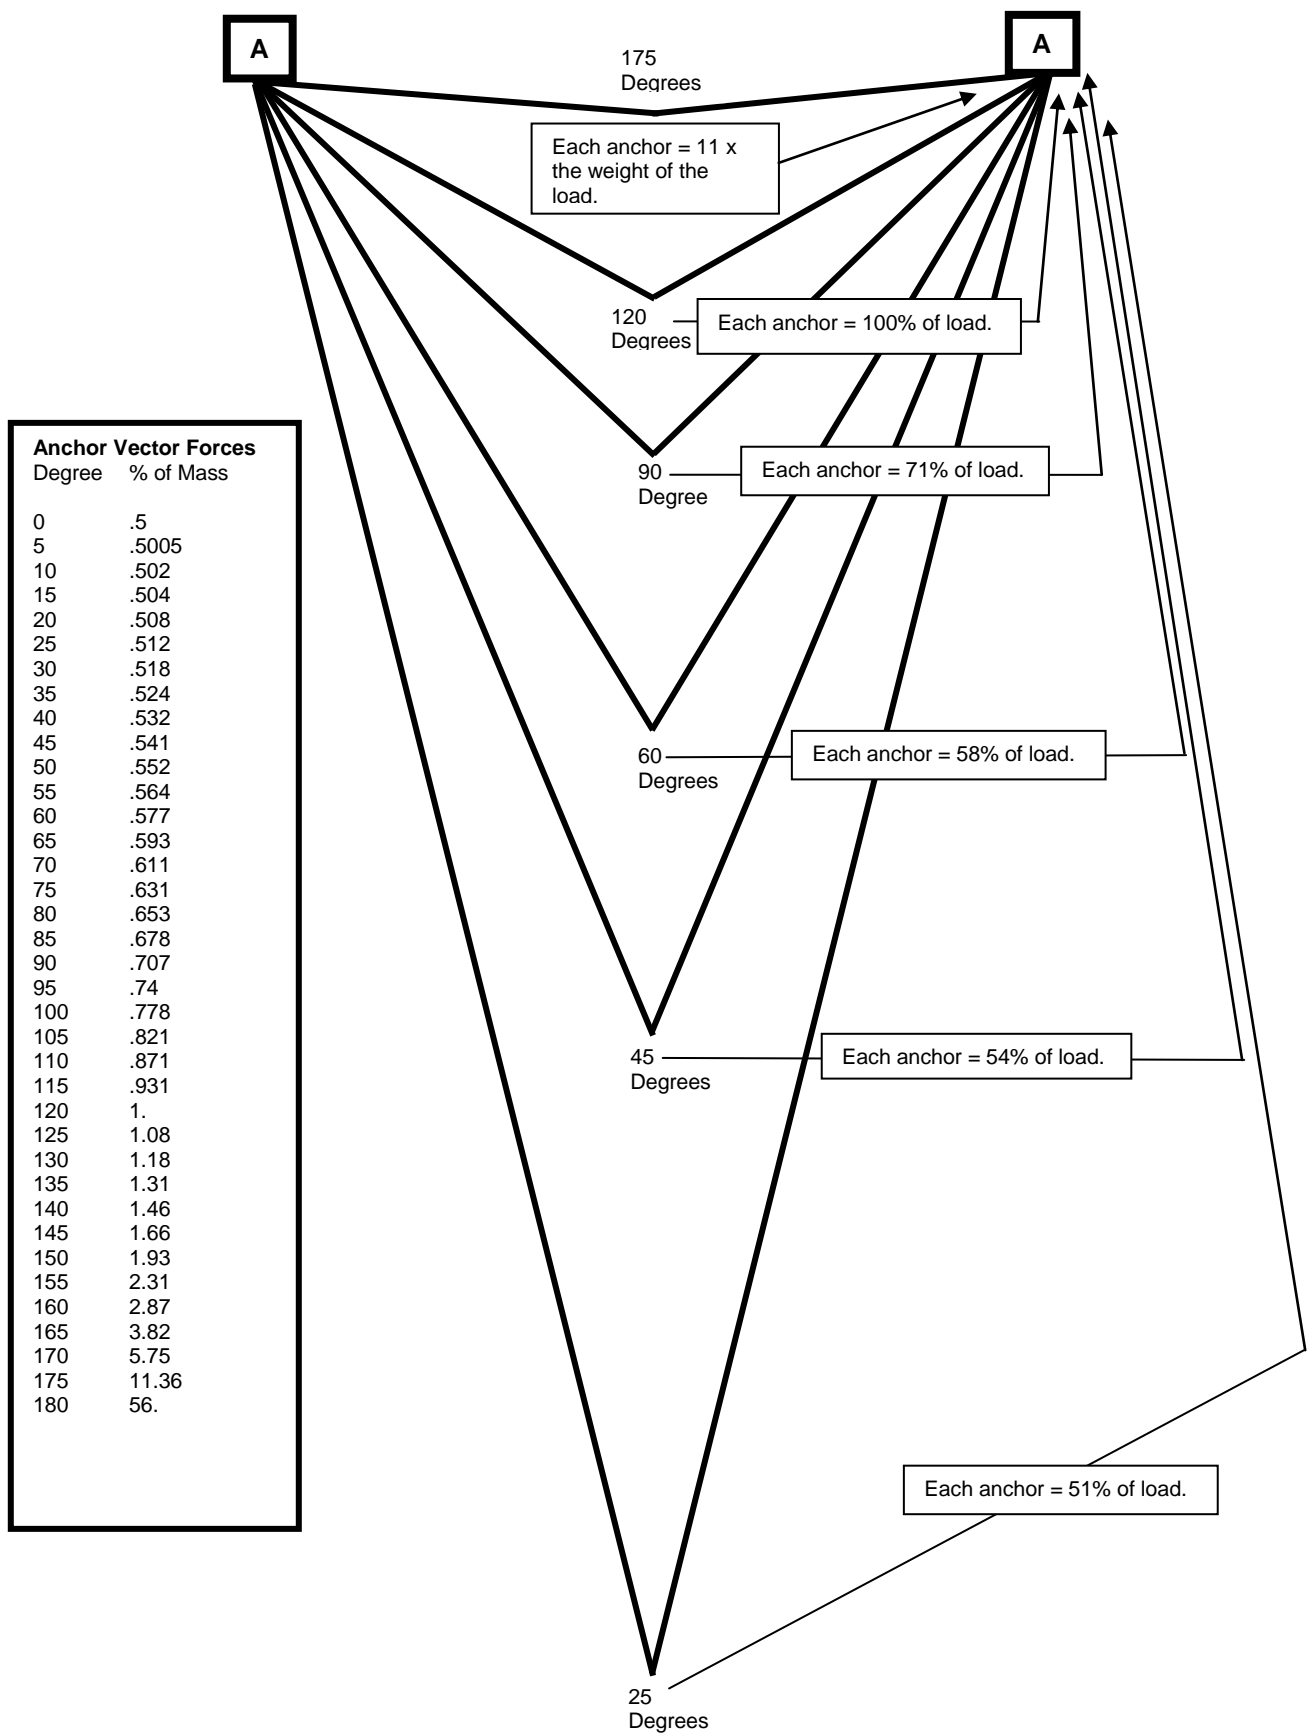 A
A
175
Degrees
Each anchor = 11 x
the weight of the
load.
120
Degrees
Each anchor = 100% of load.
90
Degree
Each anchor = 71% of load.
60
Degrees
Each anchor = 58% of load.
45
Degrees
Each anchor = 54% of load.
Each anchor = 51% of load.
25
Degrees
Anchor Vector Forces
Degree % of Mass
0 .5
5 .5005
10 .502
15 .504
20 .508
25 .512
30 .518
35 .524
40 .532
45 .541
50 .552
55 .564
60 .577
65 .593
70 .611
75 .631
80 .653
85 .678
90 .707
95 .74
100 .778
105 .821
110 .871
115 .931
120 1.
125 1.08
130 1.18
135 1.31
140 1.46
145 1.66
150 1.93
155 2.31
160 2.87
165 3.82
170 5.75
175 11.36
180 56.